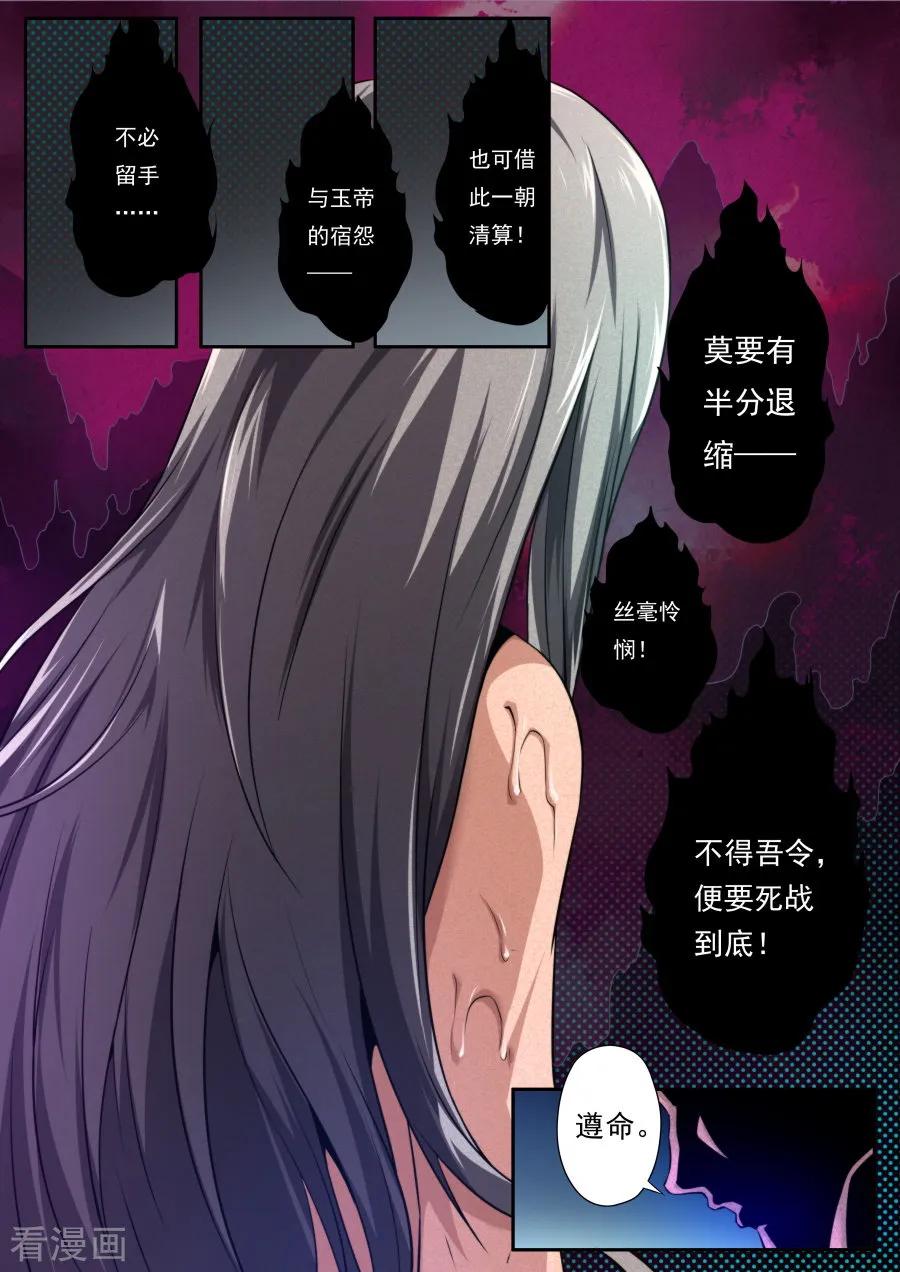 不必
留手
……
与玉帝
的宿怨
——
也可借
此一朝
清算！
莫要有
半分退
缩——
丝毫怜
悯！
不得吾令，
便要死战
到底！
遵命。
看漫画